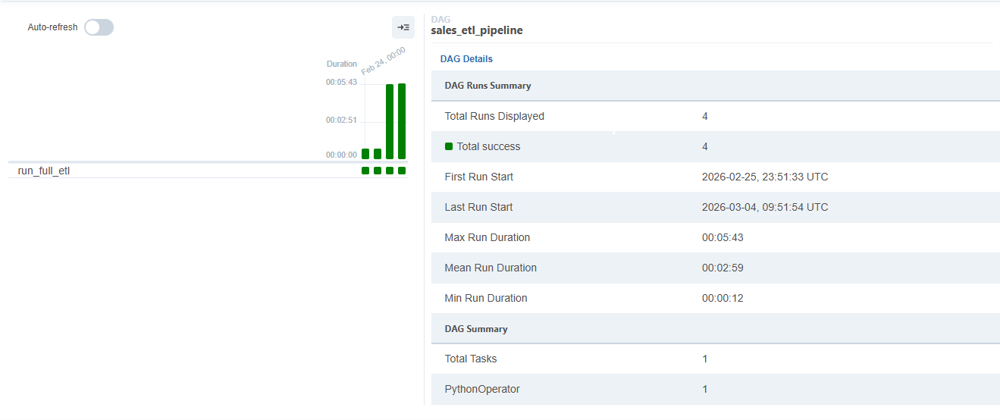 Auto-refresh
Duration
Feb 24, 00:00
00:05:43
00:02:51
00:00:00
run_full_etl
DAG
sales_etl_pipeline
DAG Details
DAG Runs Summary
Total Runs Displayed 4
Total success 4
First Run Start 2026-02-25, 23:51:33 UTC
Last Run Start 2026-03-04, 09:51:54 UTC
Max Run Duration 00:05:43
Mean Run Duration 00:02:59
Min Run Duration 00:00:12
DAG Summary
Total Tasks 1
PythonOperator 1